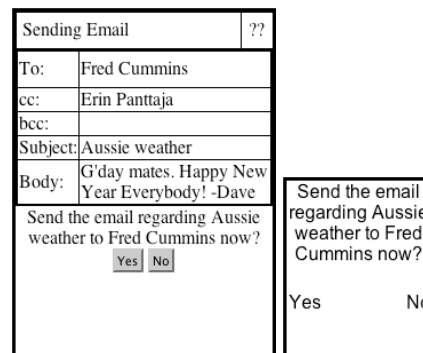 Sending Email ??
To: Fred Cummins
cc: Erin Panttaja
bcc:
Subject: Aussie weather
Body: G'day mates. Happy New
Year Everybody! -Dave
Send the email regarding Aussie
weather to Fred Cummins now?
Yes No
Send the email
regarding Aussie
weather to Fred
Cummins now?
Yes No